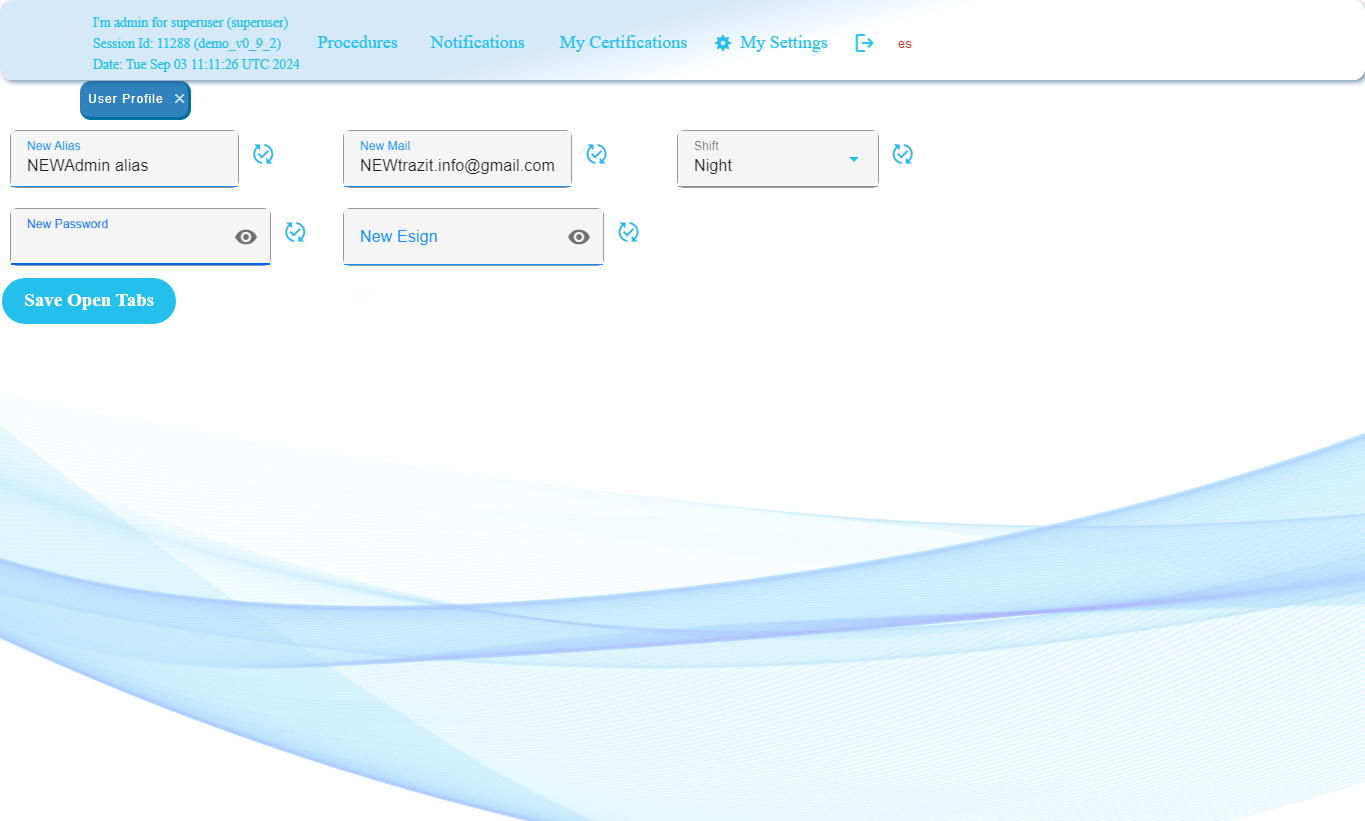 I'm admin for superuser (superuser)
Session Id: 11288 (demo_v0_9_2)
Date: Tue Sep 03 11:11:26 UTC 2024
Procedures
Notifications
My Certifications
My Settings
es
User Profile
New Alias
NEWAdmin alias
New Mail
NEWtrazit.info@gmail.com
Shift
Night
New Password
New Esign
Save Open Tabs